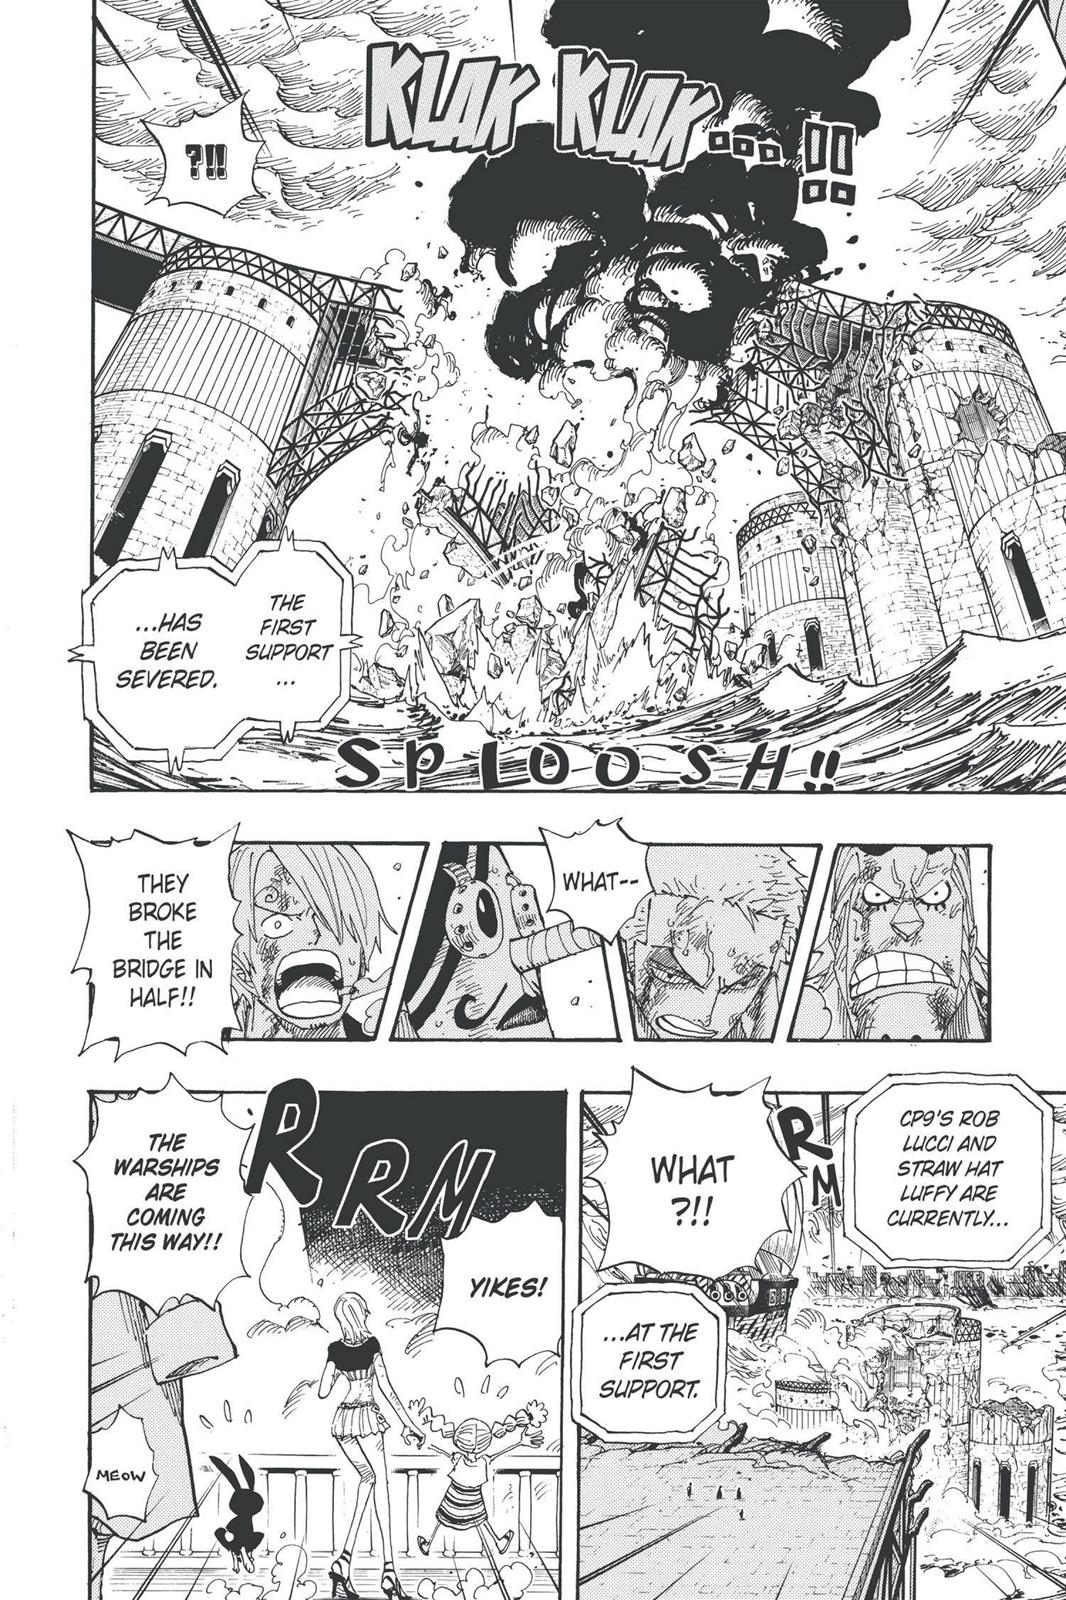 KLAK KLAK...!!
?!!
THE
FIRST
SUPPORT
...
...HAS
BEEN
SEVERED.
SPLOOSH!!
WHAT--
THEY
BROKE
THE
BRIDGE IN
HALF!!
CP9'S ROB
LUCCI AND
STRAW HAT
LUFFY ARE
CURRENTLY...
RM
WHAT
?!!
...AT THE
FIRST
SUPPORT.
RRM
YIKES!
THE
WARSHIPS
ARE
COMING
THIS WAY!!
MEOW